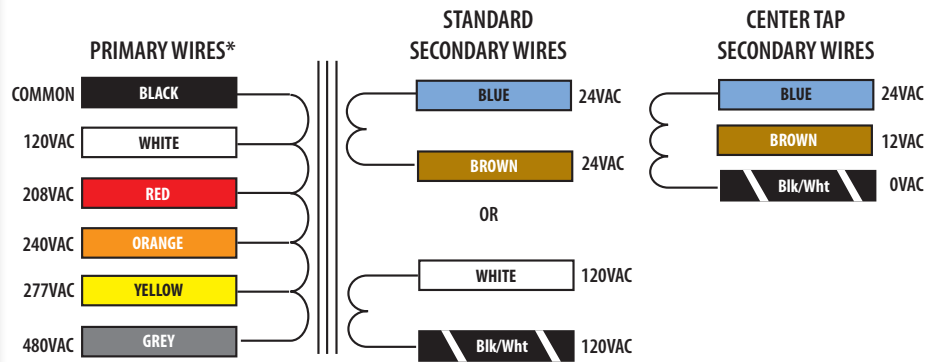 PRIMARY WIRES*
COMMON BLACK
120VAC WHITE
208VAC RED
240VAC ORANGE
277VAC YELLOW
480VAC GREY
STANDARD
SECONDARY WIRES
BLUE 24VAC
BROWN 24VAC
OR
WHITE 120VAC
Blk/Wht 120VAC
CENTER TAP
SECONDARY WIRES
BLUE 24VAC
BROWN 12VAC
Blk/Wht 0VAC